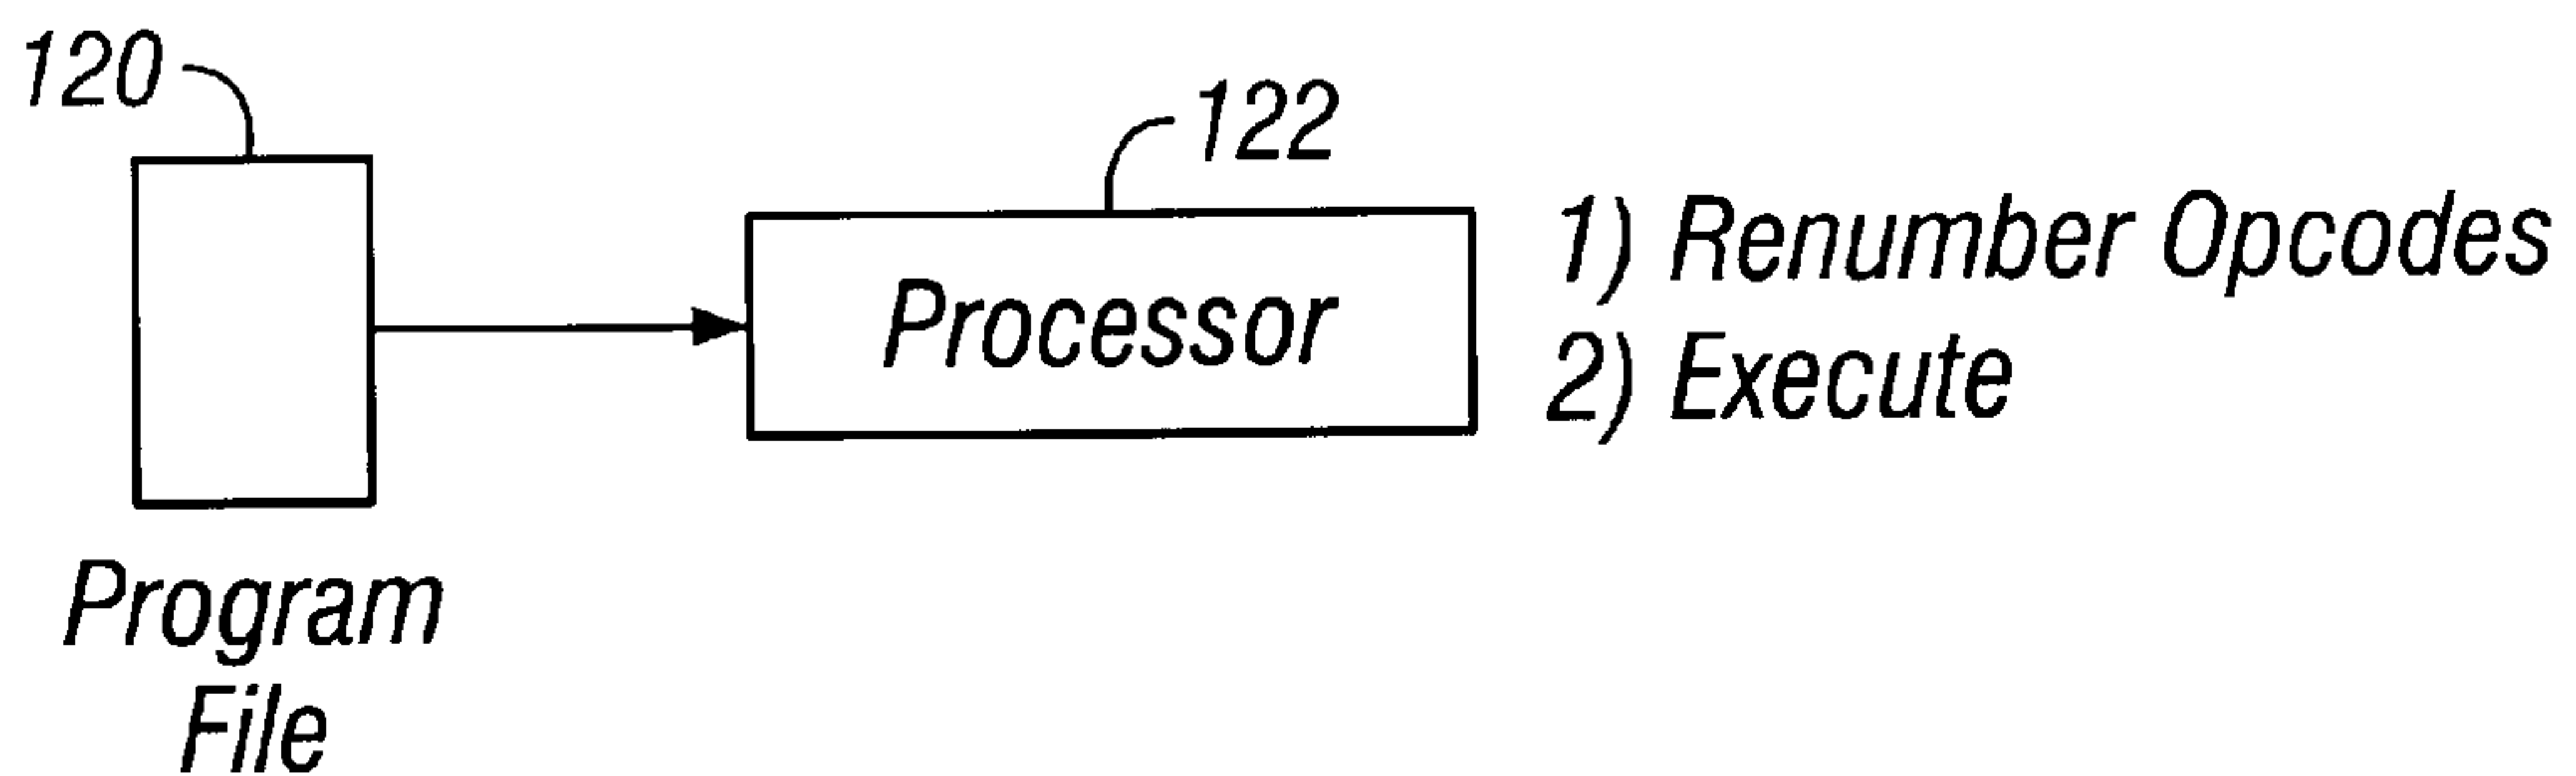 120
122
Processor
1) Renumber Opcodes
2) Execute
Program
File